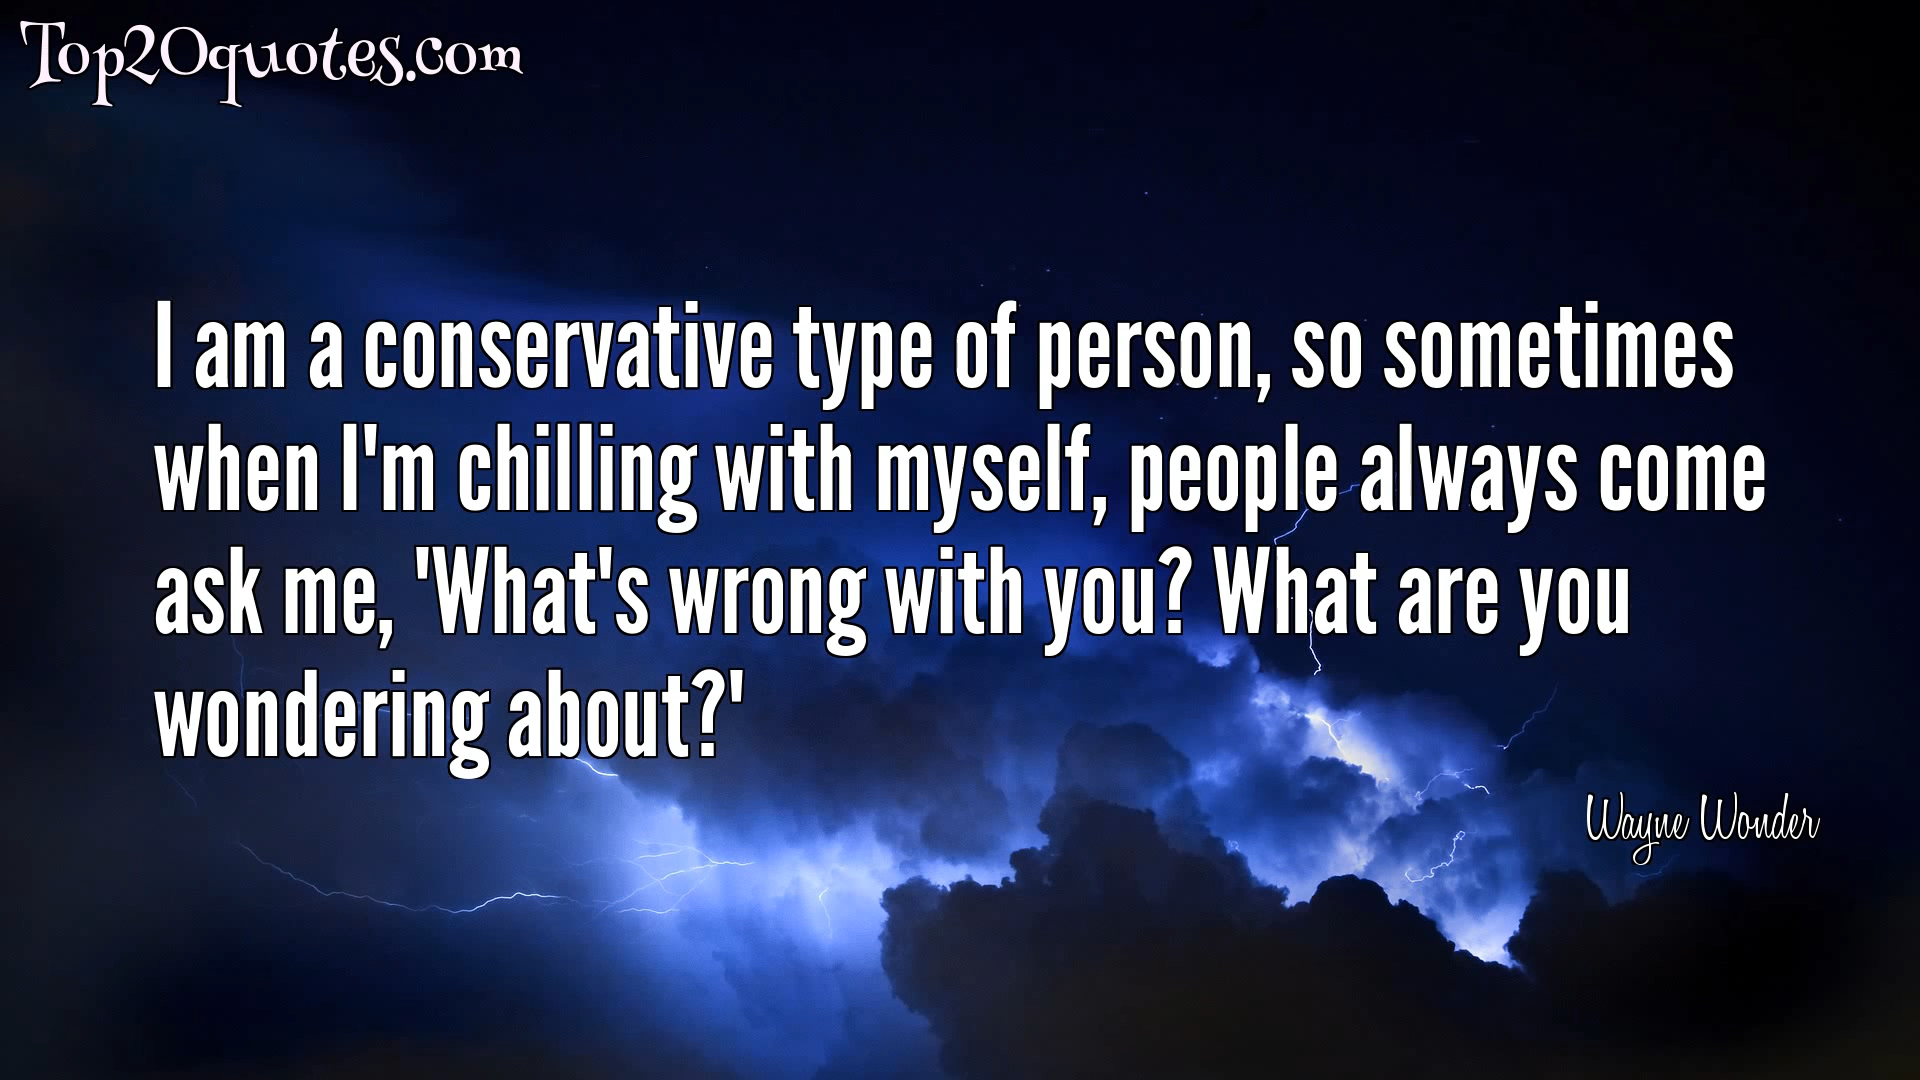 Top20quotes.com
I am a conservative type of person, so sometimes
when I'm chilling with myself, people always come
ask me, 'What's wrong with you? What are you
wondering about?'
Wayne Wonder